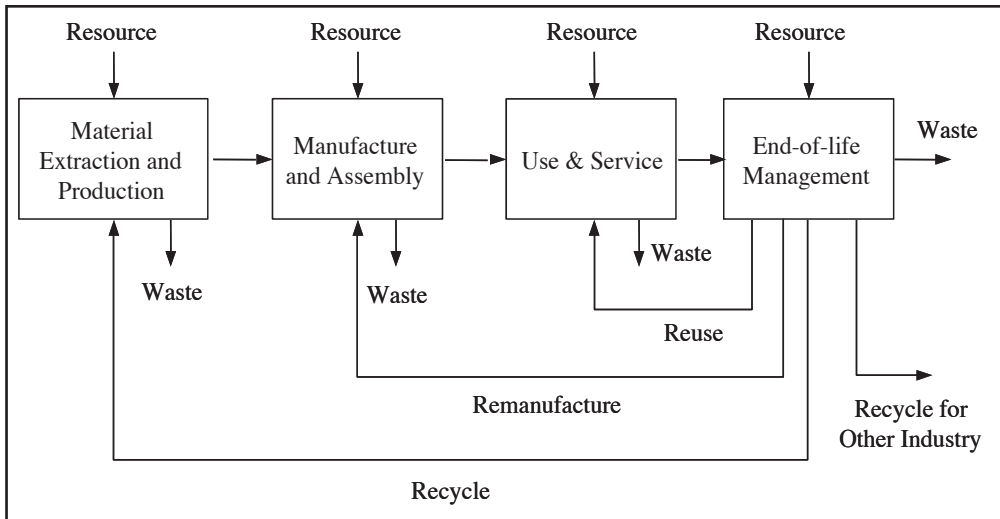 Resource
Resource
Resource
Resource
Material
Extraction and
Production
Manufacture
and Assembly
Use & Service
End-of-life
Management
Waste
Waste
Waste
Waste
Reuse
Remanufacture
Recycle for
Other Industry
Recycle